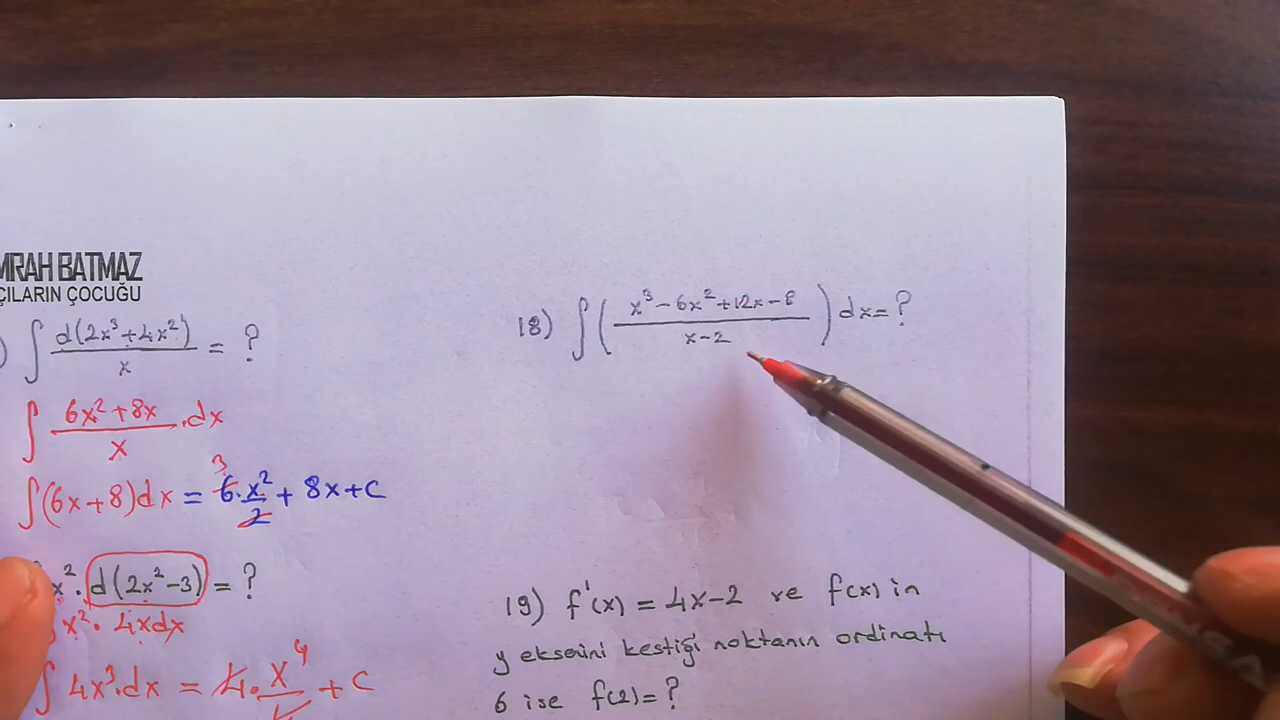 MRAH BATMAZ
ÇILARIN ÇOCUĞU
) ∫ d(2x³+4x²)/x = ?
∫ 6x²+8x/x .dx
∫(6x+8)dx = 6.x²/2 + 8x+c
3
x². d(2x²-3) = ?
x². 4xdx
∫ 4x³.dx = 4.x⁴/4 + c
18) ∫ ( x³-6x²+12x-8 / x-2 ) dx=?
19) f'(x) = 4x-2 ve f(x) in
y eksenini kestiği noktanın ordinatı
6 ise f(2)=?